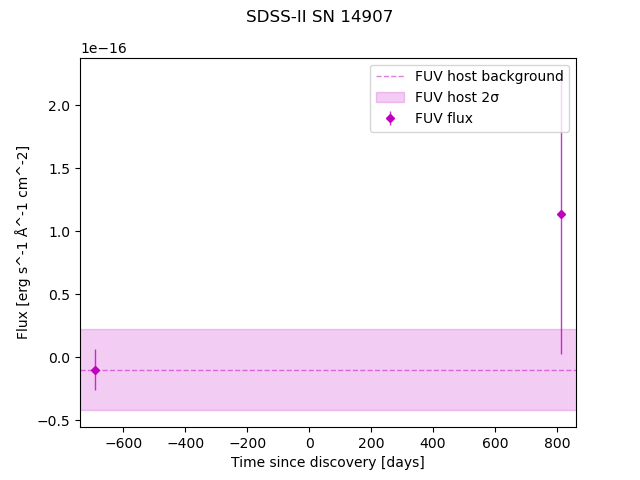 SDSS-II SN 14907
1e−16
FUV host background
FUV host 2σ
FUV flux
2.0
1.5
1.0
0.5
0.0
−0.5
Flux [erg s^-1 Å^-1 cm^-2]
−600 −400 −200 0 200 400 600 800
Time since discovery [days]